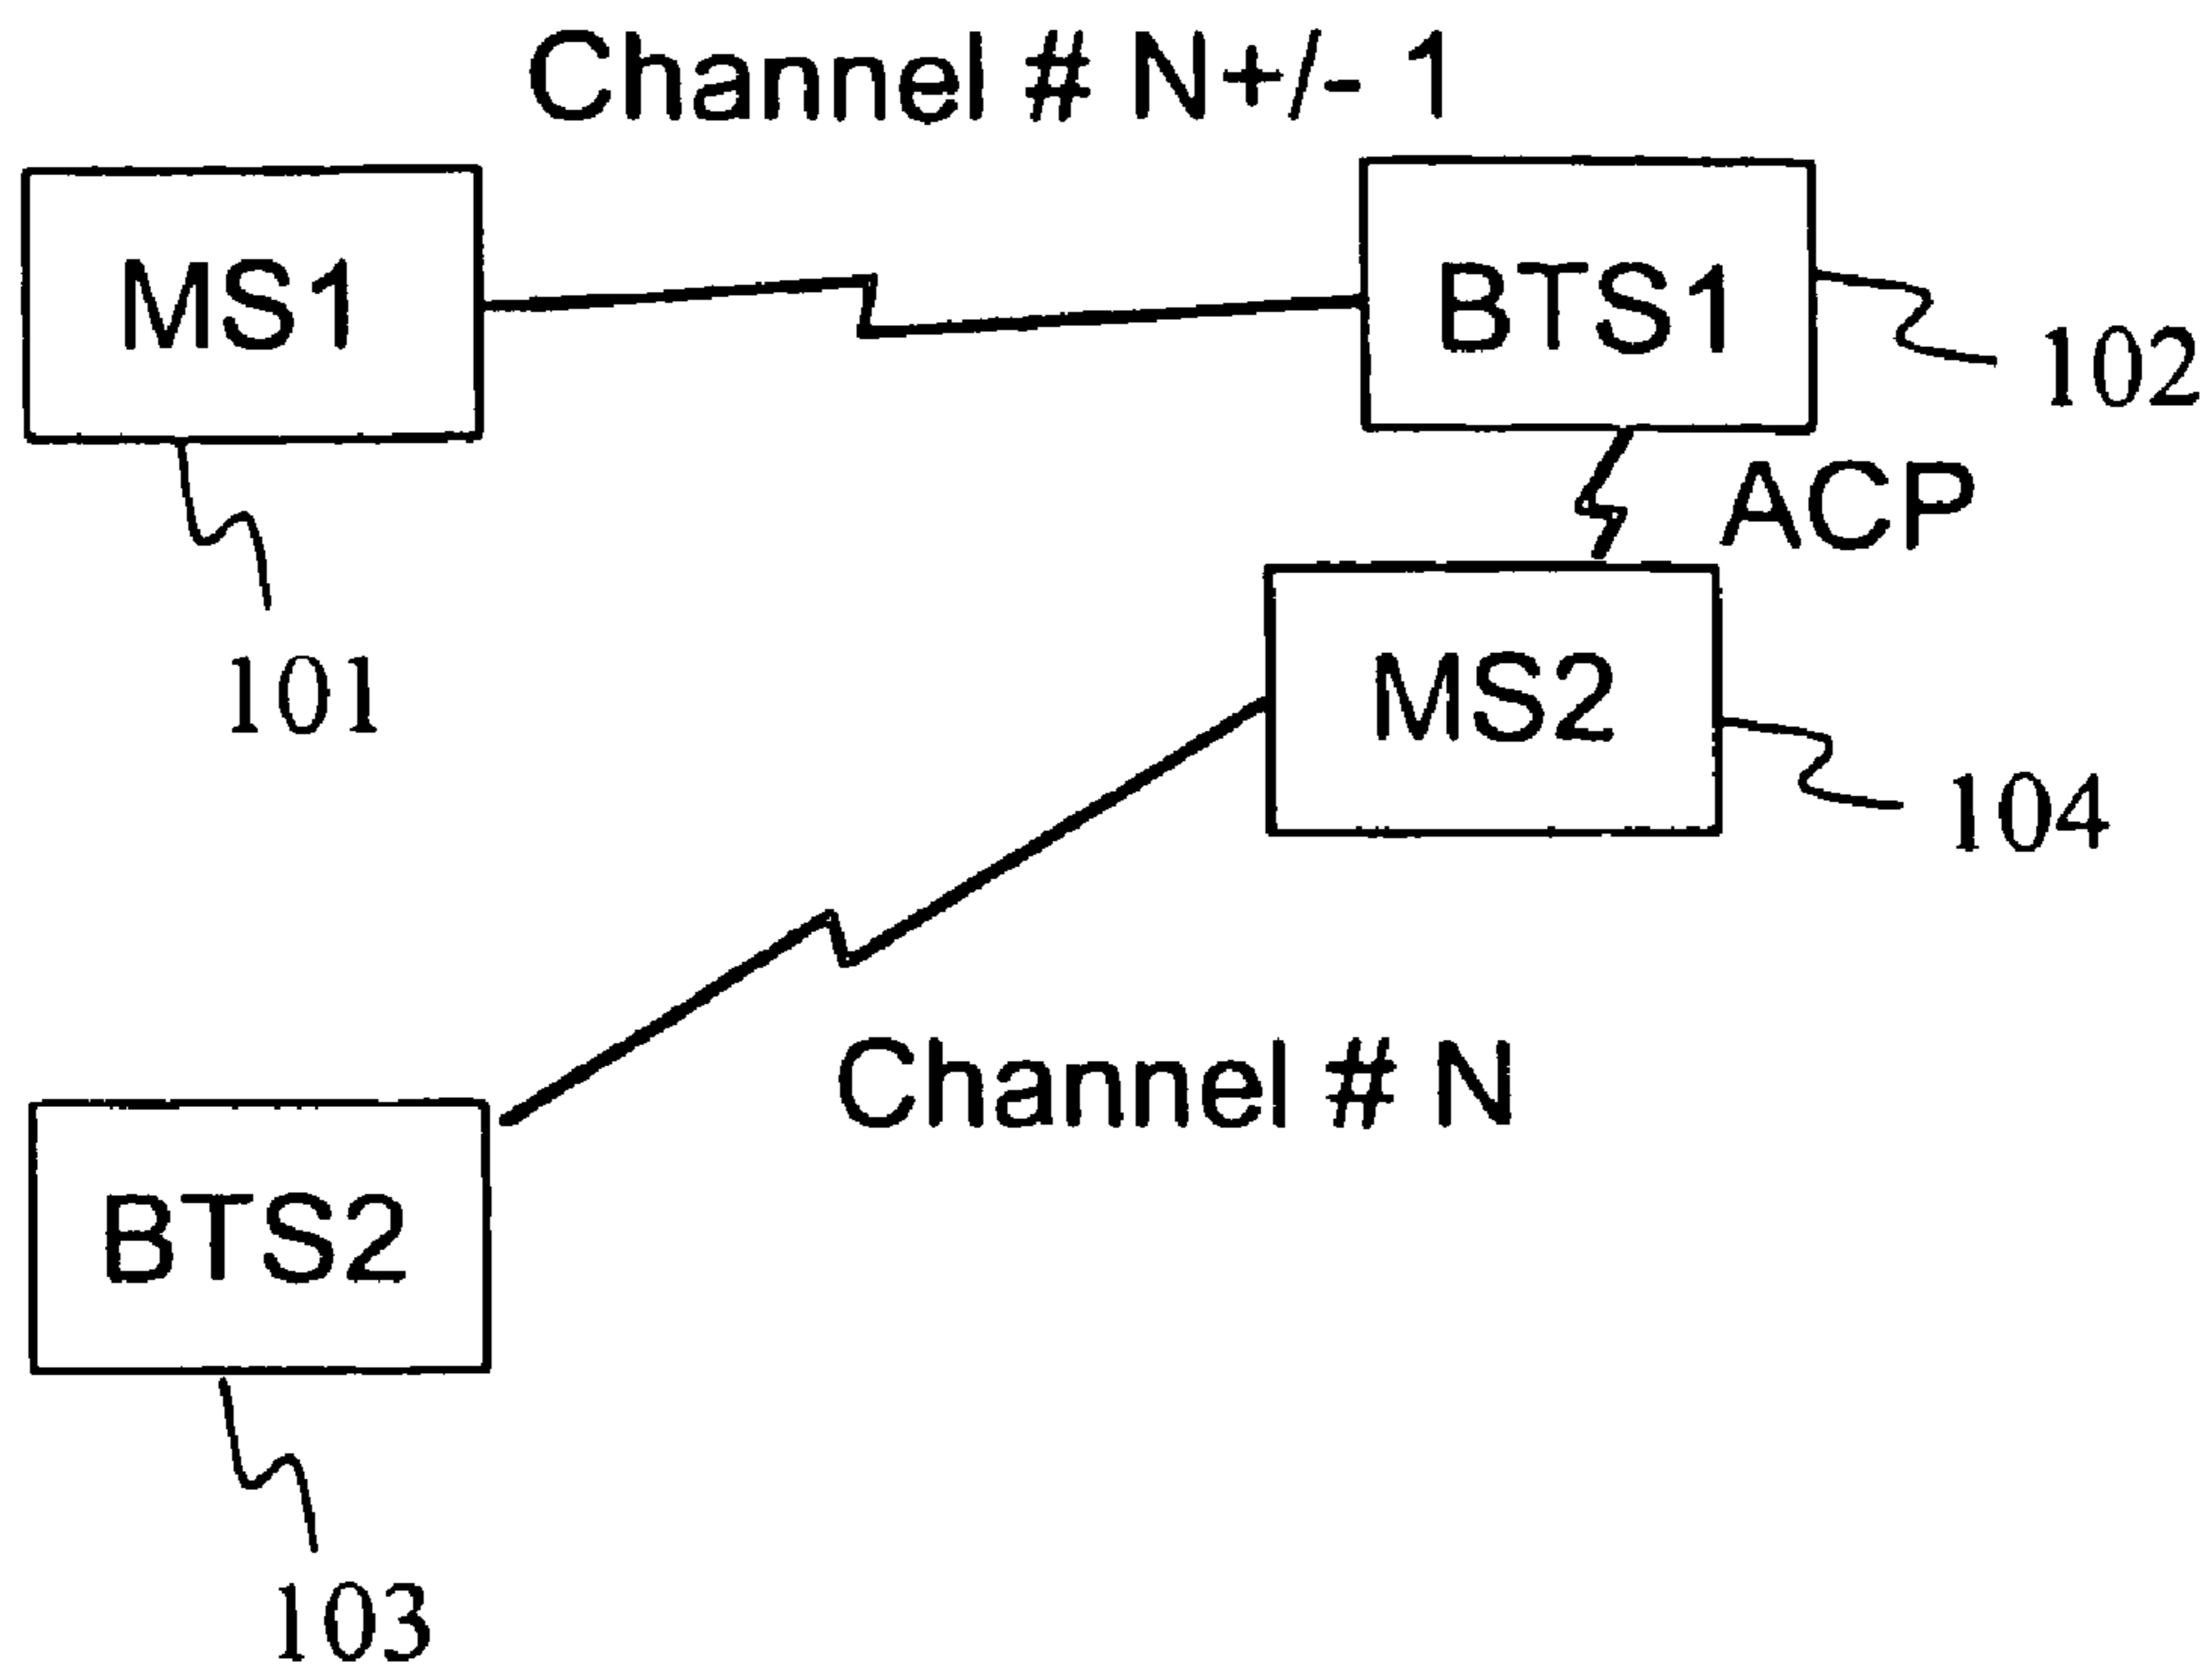 Channel # N+/- 1
MS1
BTS1
102
ACP
101
MS2
104
Channel # N
BTS2
103